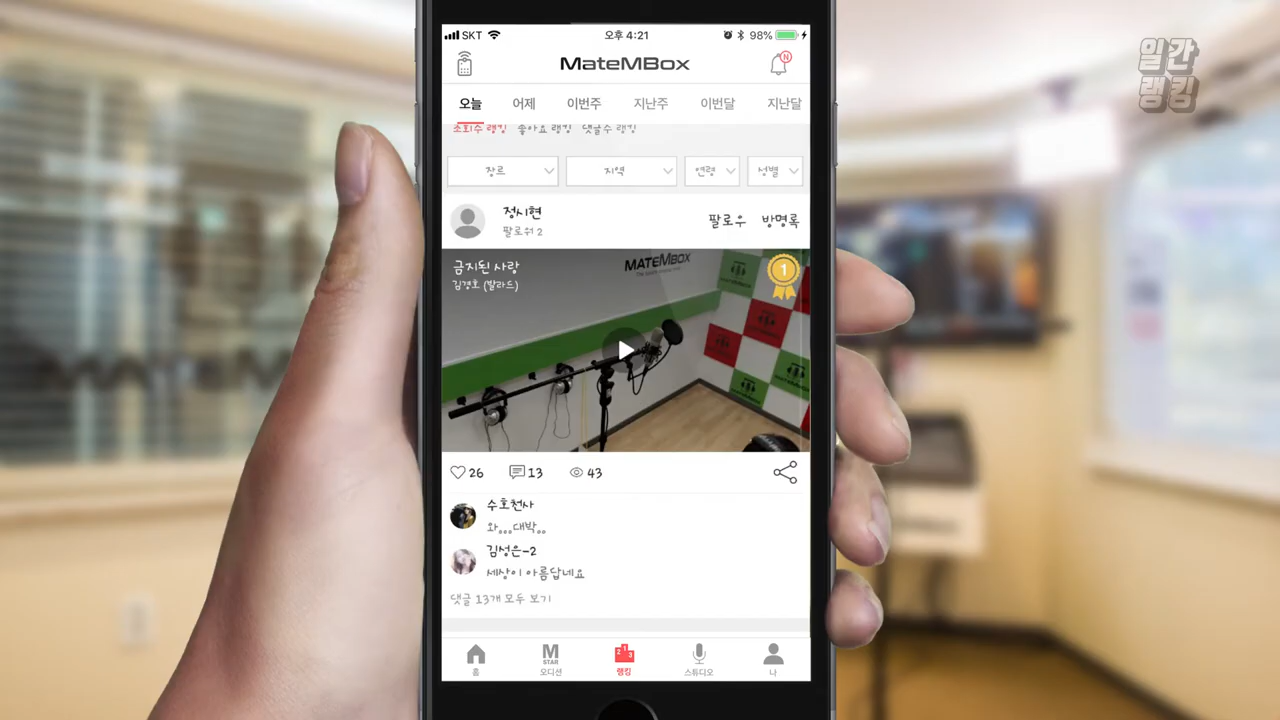 SKT 오후 4:21 98%
일간
랭킹
MateMBox
N
오늘 어제 이번주 지난주 이번달 지난달
조회수 랭킹 좋아요 랭킹 댓글수 랭킹
장르 지역 연령 성별
정시현
팔로워 2
팔로우 방명록
금지된 사랑
김경호 (발라드)
MATEMBOX
1
26 13 43
수호천사
와,,,대박,,
김성은-2
세상이 아름답네요
댓글 13개 모두 보기
M
STAR
2 1 3
홈 오디션 랭킹 스튜디오 나